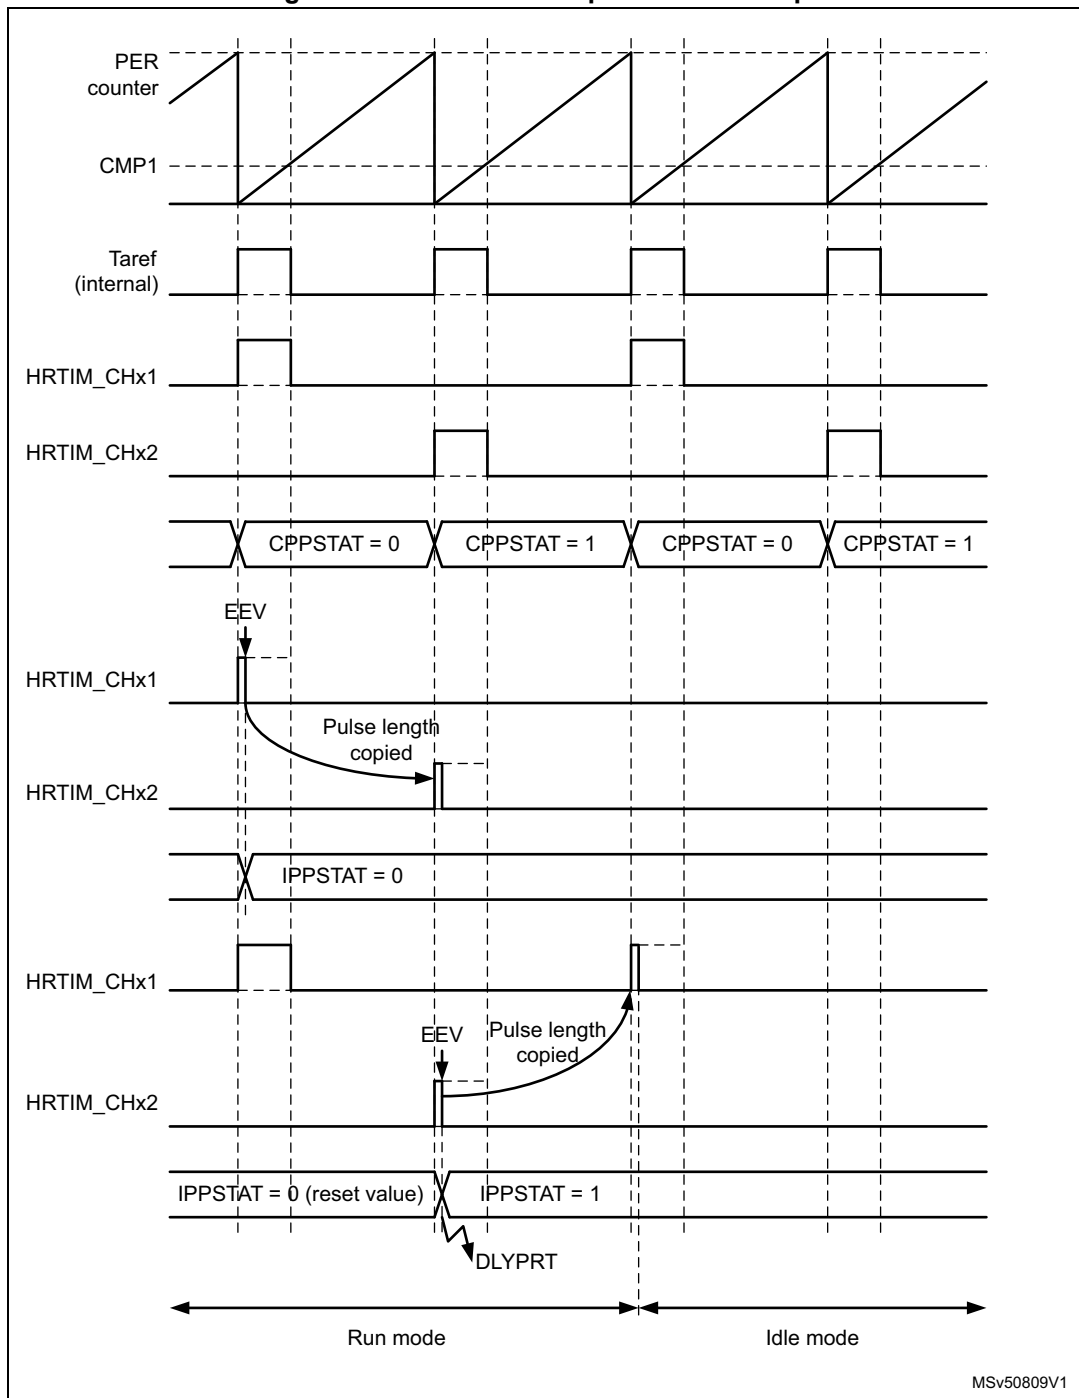 PER
counter
CMP1
Taref
(internal)
HRTIM_CHx1
HRTIM_CHx2
CPPSTAT = 0
CPPSTAT = 1
CPPSTAT = 0
CPPSTAT = 1
EEV
HRTIM_CHx1
Pulse length
copied
HRTIM_CHx2
IPPSTAT = 0
HRTIM_CHx1
EEV
Pulse length
copied
HRTIM_CHx2
IPPSTAT = 0 (reset value)
IPPSTAT = 1
DLYPRT
Run mode
Idle mode
MSv50809V1